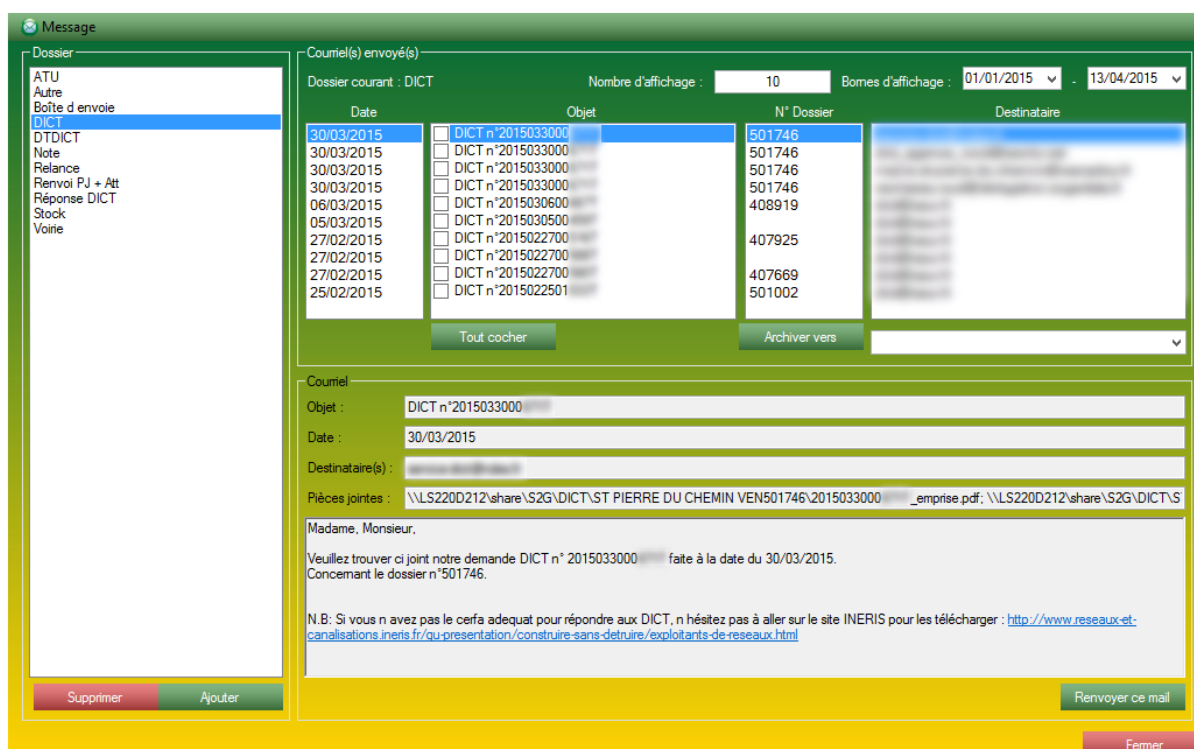 Message
Dossier
ATU
Autre
Boîte d envoie
DICT
DTDICT
Note
Relance
Renvoi PJ + Att
Réponse DICT
Stock
Voirie
Supprimer Ajouter
Courriel(s) envoyé(s)
Dossier courant : DICT Nombre d'affichage : 10 Bornes d'affichage : 01/01/2015 - 13/04/2015
Date Objet N° Dossier Destinataire
30/03/2015 DICT n°2015033000 501746
30/03/2015 DICT n°2015033000 501746
30/03/2015 DICT n°2015033000 501746
30/03/2015 DICT n°2015033000 501746
06/03/2015 DICT n°2015030600 408919
05/03/2015 DICT n°2015030500
27/02/2015 DICT n°2015022700 407925
27/02/2015 DICT n°2015022700
27/02/2015 DICT n°2015022700 407669
25/02/2015 DICT n°2015022501 501002
Tout cocher Archiver vers
Courriel
Objet : DICT n°2015033000
Date : 30/03/2015
Destinataire(s) :
Pièces jointes : \\LS220D212\share\S2G\DICT\ST PIERRE DU CHEMIN VEN501746\2015033000 _emprise.pdf; \\LS220D212\share\S2G\DICT\S
Madame, Monsieur,
Veuillez trouver ci joint notre demande DICT n° 2015033000 faite à la date du 30/03/2015.
Concernant le dossier n°501746.
N.B: Si vous n avez pas le cerfa adequat pour répondre aux DICT, n hésitez pas à aller sur le site INERIS pour les télécharger : http://www.reseaux-et-
canalisations.ineris.fr/gu-presentation/construire-sans-detruire/exploitants-de-reseaux.html
Renvoyer ce mail
Fermer